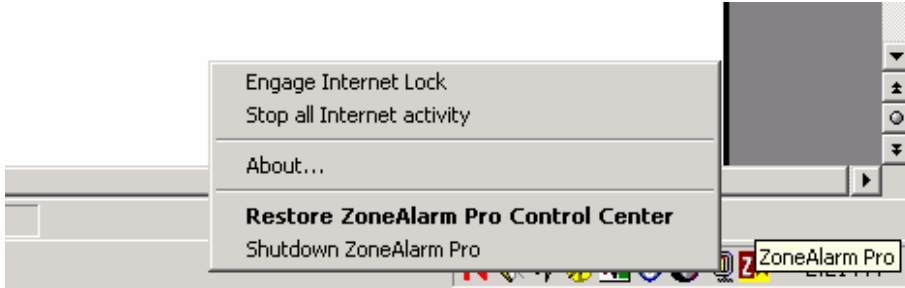 Engage Internet Lock
Stop all Internet activity
About...
Restore ZoneAlarm Pro Control Center
Shutdown ZoneAlarm Pro
ZoneAlarm Pro